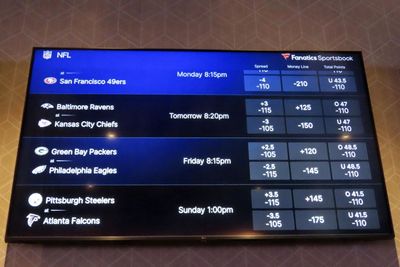 NFL Fanatics Sportsbook
Spread Money Line Total Points
at
San Francisco 49ers Monday 8:15pm -4 -110 -210 U 43.5 -110
Baltimore Ravens +3 -115 +125 O 47 -110
at Tomorrow 8:20pm
Kansas City Chiefs -3 -105 -150 U 47 -110
Green Bay Packers +2.5 -105 +120 O 48.5 -110
at Friday 8:15pm
Philadelphia Eagles -2.5 -115 -145 U 48.5 -110
Pittsburgh Steelers +3.5 -115 +145 O 41.5 -110
at Sunday 1:00pm
Atlanta Falcons -3.5 -105 -175 U 41.5 -110